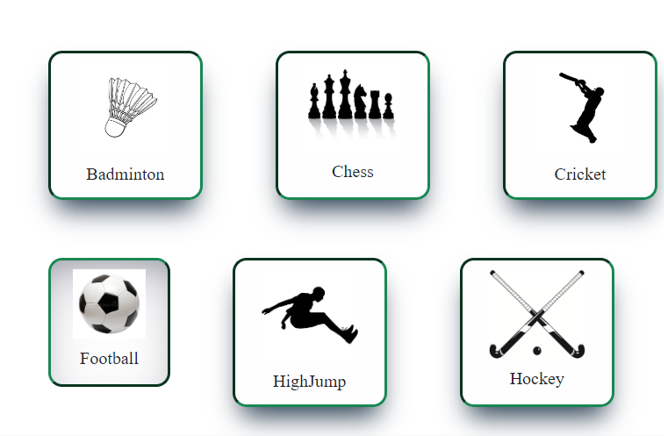 Badminton
Chess
Cricket
Football
HighJump
Hockey